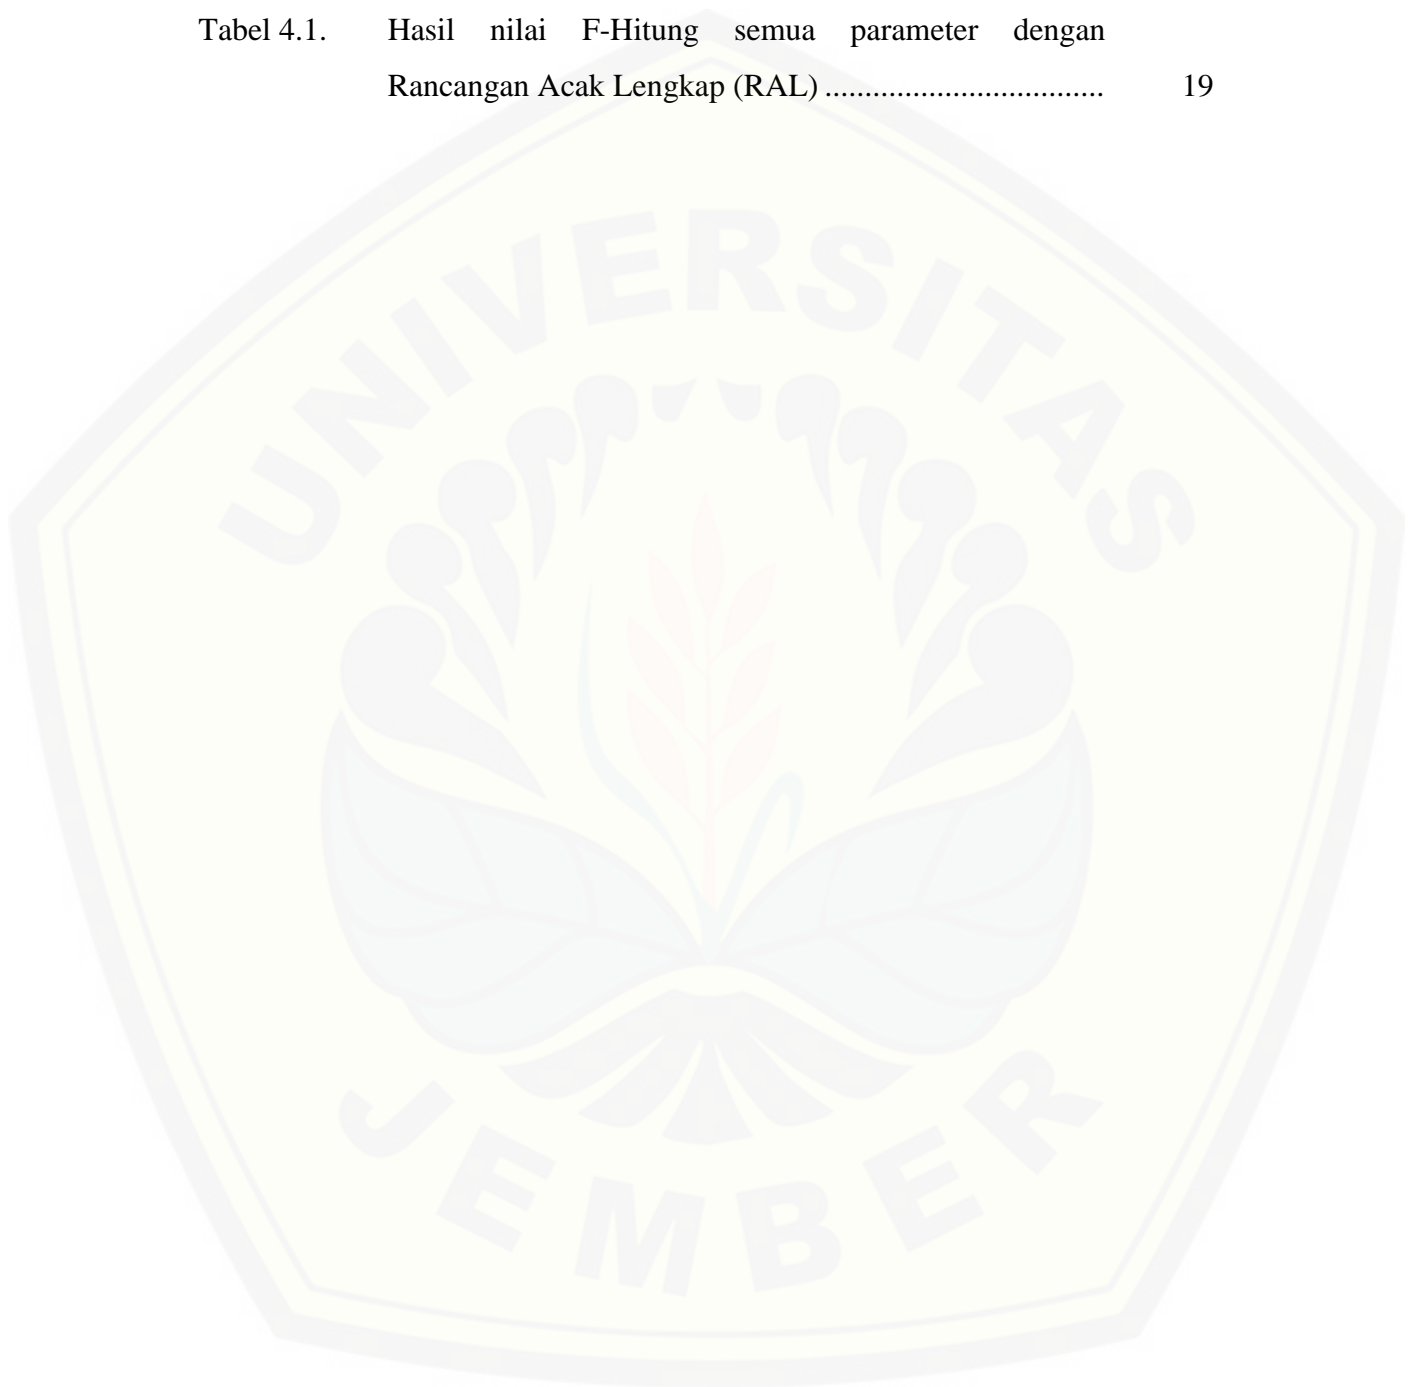 Tabel 4.1. Hasil nilai F-Hitung semua parameter dengan
Rancangan Acak Lengkap (RAL) .................................. 19
UNIVERSITAS
JEMBER